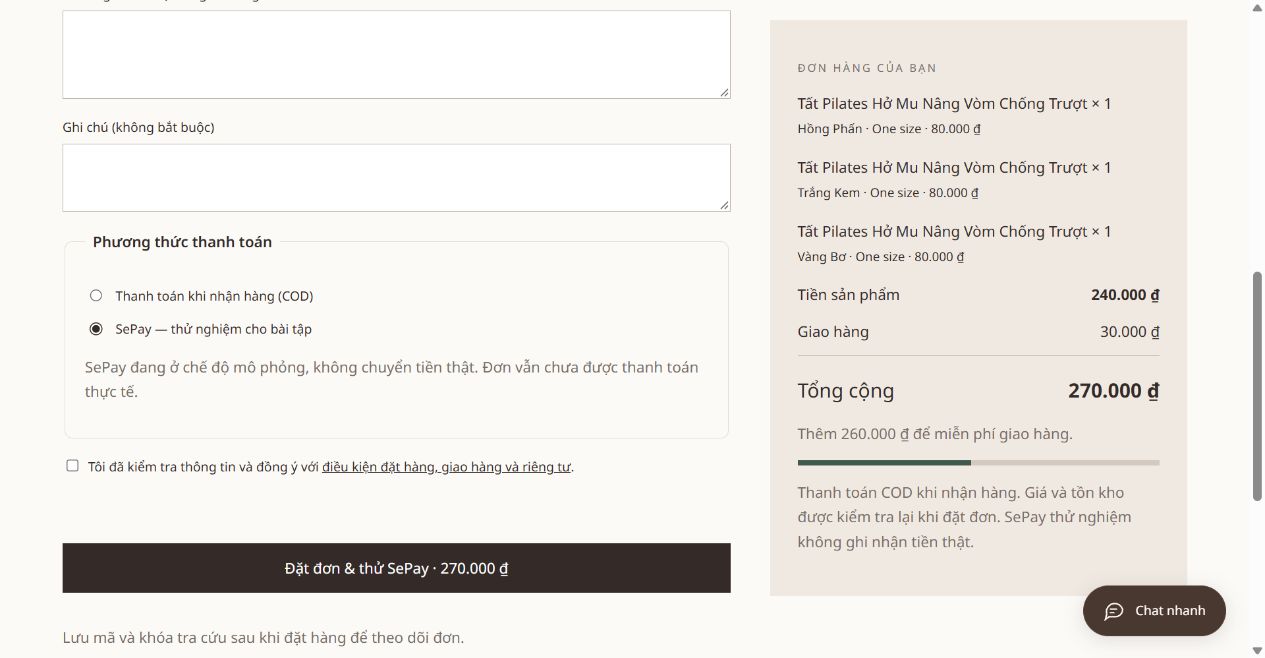 Ghi chú (không bắt buộc)
Phương thức thanh toán
Thanh toán khi nhận hàng (COD)
SePay — thử nghiệm cho bài tập
SePay đang ở chế độ mô phỏng, không chuyển tiền thật. Đơn vẫn chưa được thanh toán
thực tế.
Tôi đã kiểm tra thông tin và đồng ý với điều kiện đặt hàng, giao hàng và riêng tư.
Đặt đơn & thử SePay · 270.000 ₫
Lưu mã và khóa tra cứu sau khi đặt hàng để theo dõi đơn.
ĐƠN HÀNG CỦA BẠN
Tất Pilates Hở Mu Nâng Vòm Chống Trượt × 1
Hồng Phấn · One size · 80.000 ₫
Tất Pilates Hở Mu Nâng Vòm Chống Trượt × 1
Trắng Kem · One size · 80.000 ₫
Tất Pilates Hở Mu Nâng Vòm Chống Trượt × 1
Vàng Bơ · One size · 80.000 ₫
Tiền sản phẩm 240.000 ₫
Giao hàng 30.000 ₫
Tổng cộng 270.000 ₫
Thêm 260.000 ₫ để miễn phí giao hàng.
Thanh toán COD khi nhận hàng. Giá và tồn kho
được kiểm tra lại khi đặt đơn. SePay thử nghiệm
không ghi nhận tiền thật.
Chat nhanh